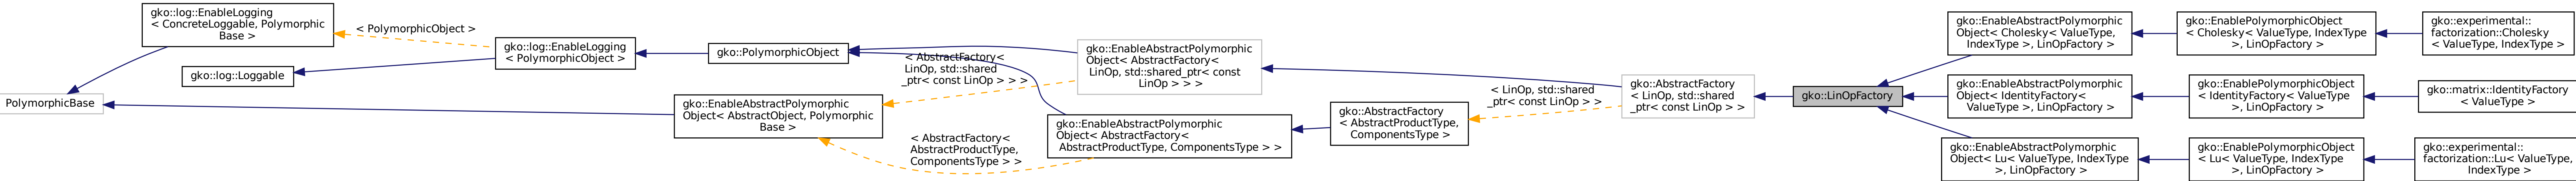 PolymorphicBase
gko::log::EnableLogging
< ConcreteLoggable, Polymorphic
Base >
gko::log::Loggable
< PolymorphicObject >
gko::log::EnableLogging
< PolymorphicObject >
gko::EnableAbstractPolymorphic
Object< AbstractObject, Polymorphic
Base >
gko::PolymorphicObject
< AbstractFactory<
LinOp, std::shared
_ptr< const LinOp > > >
< AbstractFactory<
AbstractProductType,
ComponentsType > >
gko::EnableAbstractPolymorphic
Object< AbstractFactory<
LinOp, std::shared_ptr< const
LinOp > > >
gko::EnableAbstractPolymorphic
Object< AbstractFactory<
AbstractProductType, ComponentsType > >
gko::AbstractFactory
< AbstractProductType,
ComponentsType >
< LinOp, std::shared
_ptr< const LinOp > >
gko::AbstractFactory
< LinOp, std::shared
_ptr< const LinOp > >
gko::LinOpFactory
gko::EnableAbstractPolymorphic
Object< Cholesky< ValueType,
IndexType >, LinOpFactory >
gko::EnablePolymorphicObject
< Cholesky< ValueType, IndexType
>, LinOpFactory >
gko::experimental::
factorization::Cholesky
< ValueType, IndexType >
gko::EnableAbstractPolymorphic
Object< IdentityFactory<
ValueType >, LinOpFactory >
gko::EnablePolymorphicObject
< IdentityFactory< ValueType
>, LinOpFactory >
gko::matrix::IdentityFactory
< ValueType >
gko::EnableAbstractPolymorphic
Object< Lu< ValueType, IndexType
>, LinOpFactory >
gko::EnablePolymorphicObject
< Lu< ValueType, IndexType
>, LinOpFactory >
gko::experimental::
factorization::Lu< ValueType,
IndexType >